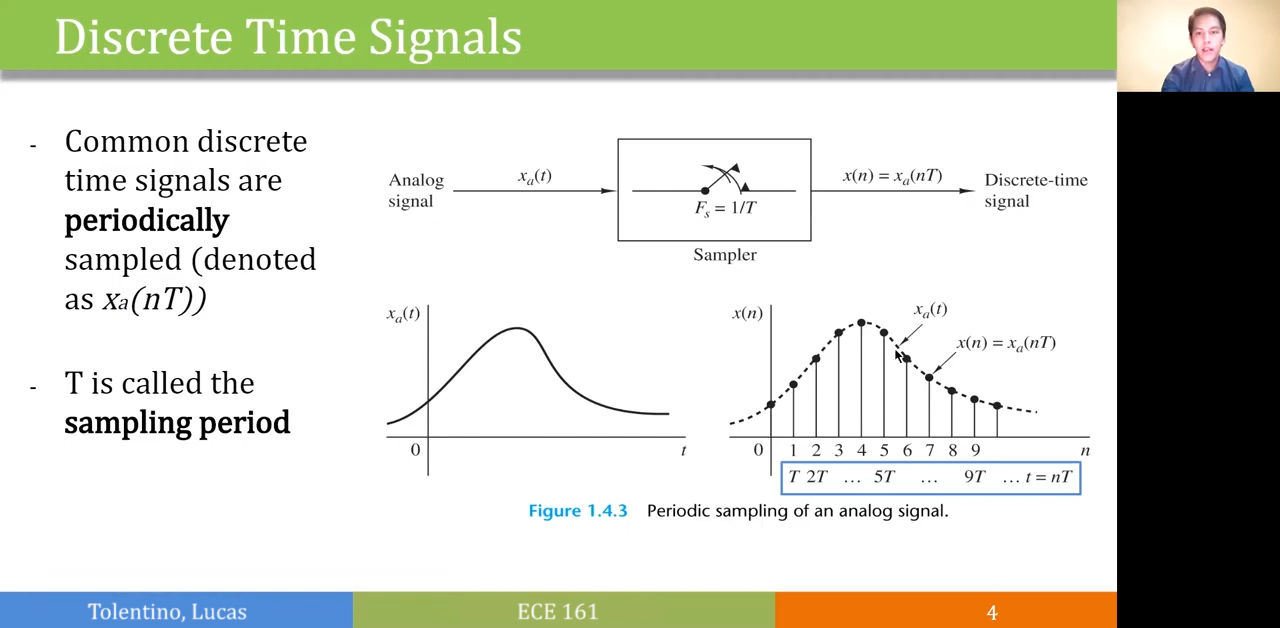 Discrete Time Signals
- Common discrete
time signals are
periodically
sampled (denoted
as xa(nT))
- T is called the
sampling period
Analog
signal
xa(t)
Fs = 1/T
Sampler
x(n) = xa(nT)
Discrete-time
signal
xa(t)
0
t
x(n)
xa(t)
x(n) = xa(nT)
0 1 2 3 4 5 6 7 8 9 n
T 2T ... 5T ... 9T ... t = nT
Figure 1.4.3 Periodic sampling of an analog signal.
Tolentino, Lucas
ECE 161
4